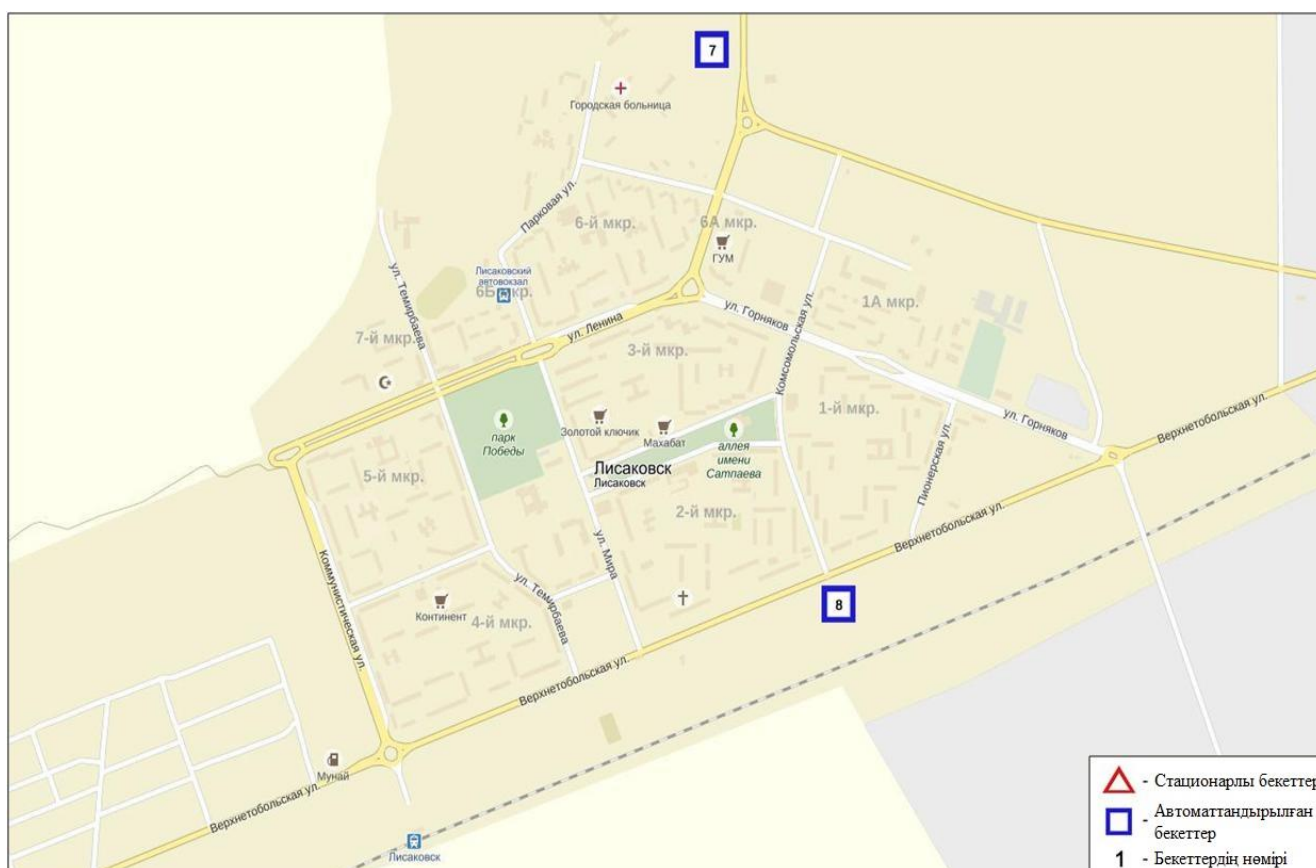 7
Городская больница
Парковая ул.
6-й мкр.
6А мкр.
ГУМ
ул. Темирбаева
Лисаковский
автовокзал
6Б мкр.
1А мкр.
ул. Горняков
Комсомольская ул.
ул. Ленина
7-й мкр.
3-й мкр.
1-й мкр.
ул. Горняков
Верхнетобольская ул.
парк
Победы
Золотой ключик
Махабат
аллея
имени
Сатпаева
Пионерская ул.
5-й мкр.
Лисаковск
Лисаковск
2-й мкр.
Верхнетобольская ул.
ул. Мира
Коммунистическая ул.
ул. Темирбаева
8
Континент
4-й мкр.
Верхнетобольская ул.
Мунай
Верхнетобольская ул.
Лисаковск
- Стационарлы бекеттер
- Автоматтандырылған
бекеттер
1 - Бекеттердің нөмірі